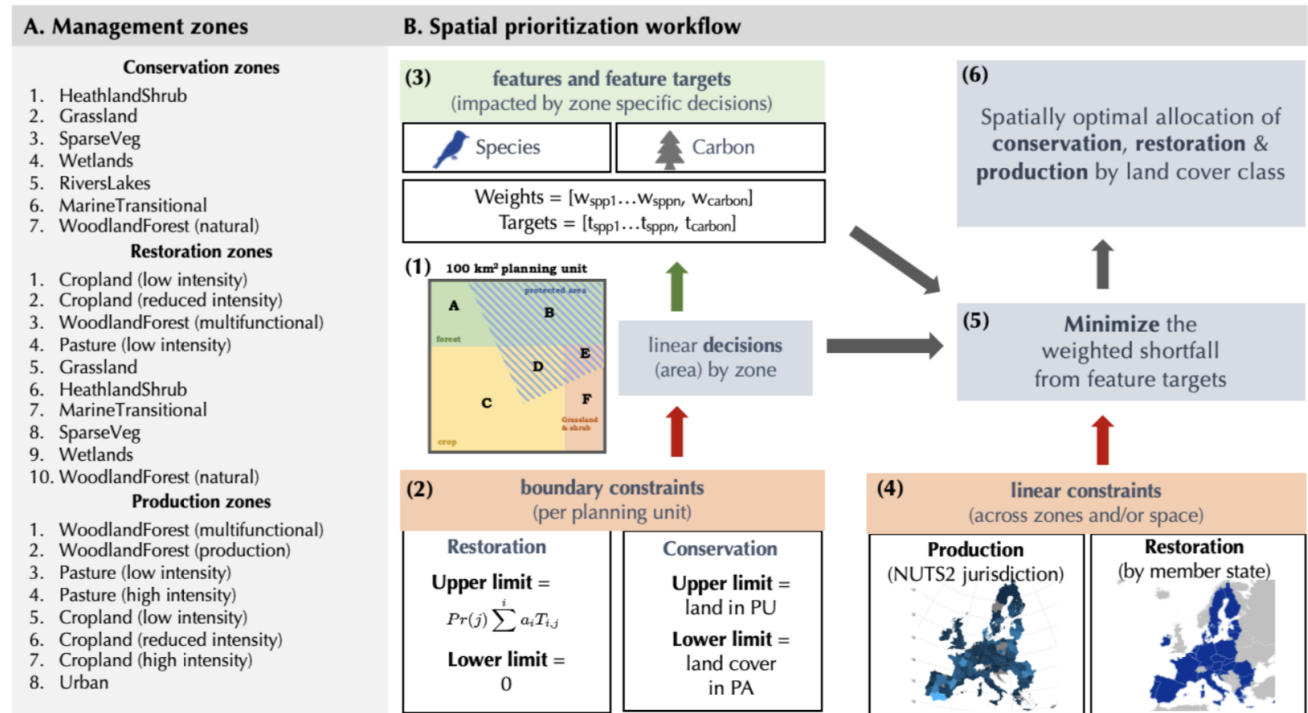 A. Management zones
Conservation zones
1. HeathlandShrub
2. Grassland
3. SparseVeg
4. Wetlands
5. RiversLakes
6. MarineTransitional
7. WoodlandForest (natural)
Restoration zones
1. Cropland (low intensity)
2. Cropland (reduced intensity)
3. WoodlandForest (multifunctional)
4. Pasture (low intensity)
5. Grassland
6. HeathlandShrub
7. MarineTransitional
8. SparseVeg
9. Wetlands
10. WoodlandForest (natural)
Production zones
1. WoodlandForest (multifunctional)
2. WoodlandForest (production)
3. Pasture (low intensity)
4. Pasture (high intensity)
5. Cropland (low intensity)
6. Cropland (reduced intensity)
7. Cropland (high intensity)
8. Urban
B. Spatial prioritization workflow
(3) features and feature targets
(impacted by zone specific decisions)
Species
Carbon
Weights = [wspp1...wsppn, wcarbon]
Targets = [tspp1...tsppn, tcarbon]
(1) 100 km² planning unit
protected area
A
B
forest
E
D
C
F
Grassland
& shrub
crop
linear decisions
(area) by zone
(2) boundary constraints
(per planning unit)
Restoration
Upper limit =
Pr(j) ∑ i aiTi,j
Lower limit =
0
Conservation
Upper limit =
land in PU
Lower limit =
land cover
in PA
(6)
Spatially optimal allocation of
conservation, restoration &
production by land cover class
(5) Minimize the
weighted shortfall
from feature targets
(4) linear constraints
(across zones and/or space)
Production
(NUTS2 jurisdiction)
Restoration
(by member state)